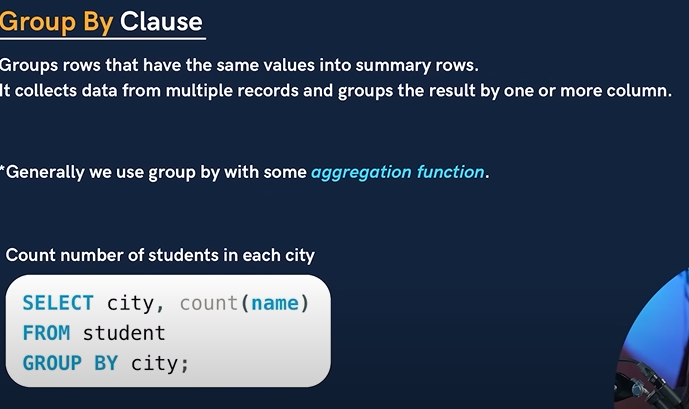 Group By Clause
Groups rows that have the same values into summary rows.
It collects data from multiple records and groups the result by one or more column.
*Generally we use group by with some aggregation function.
Count number of students in each city
SELECT city, count(name)
FROM student
GROUP BY city;